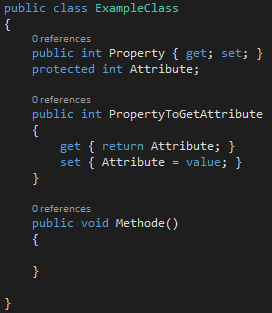 public class ExampleClass
{
0 references
public int Property { get; set; }
protected int Attribute;
0 references
public int PropertyToGetAttribute
{
get { return Attribute; }
set { Attribute = value; }
}
0 references
public void Methode()
{
}
}